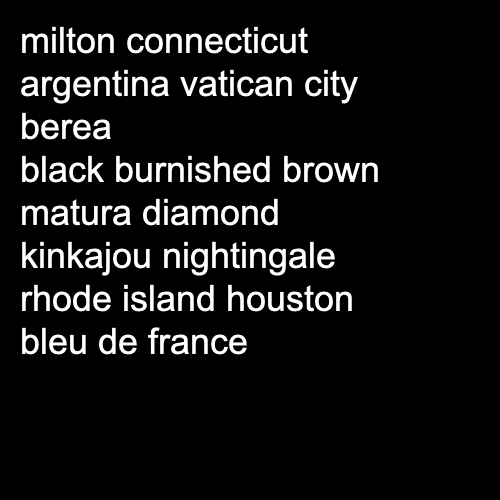 milton connecticut
argentina vatican city
berea
black burnished brown
matura diamond
kinkajou nightingale
rhode island houston
bleu de france